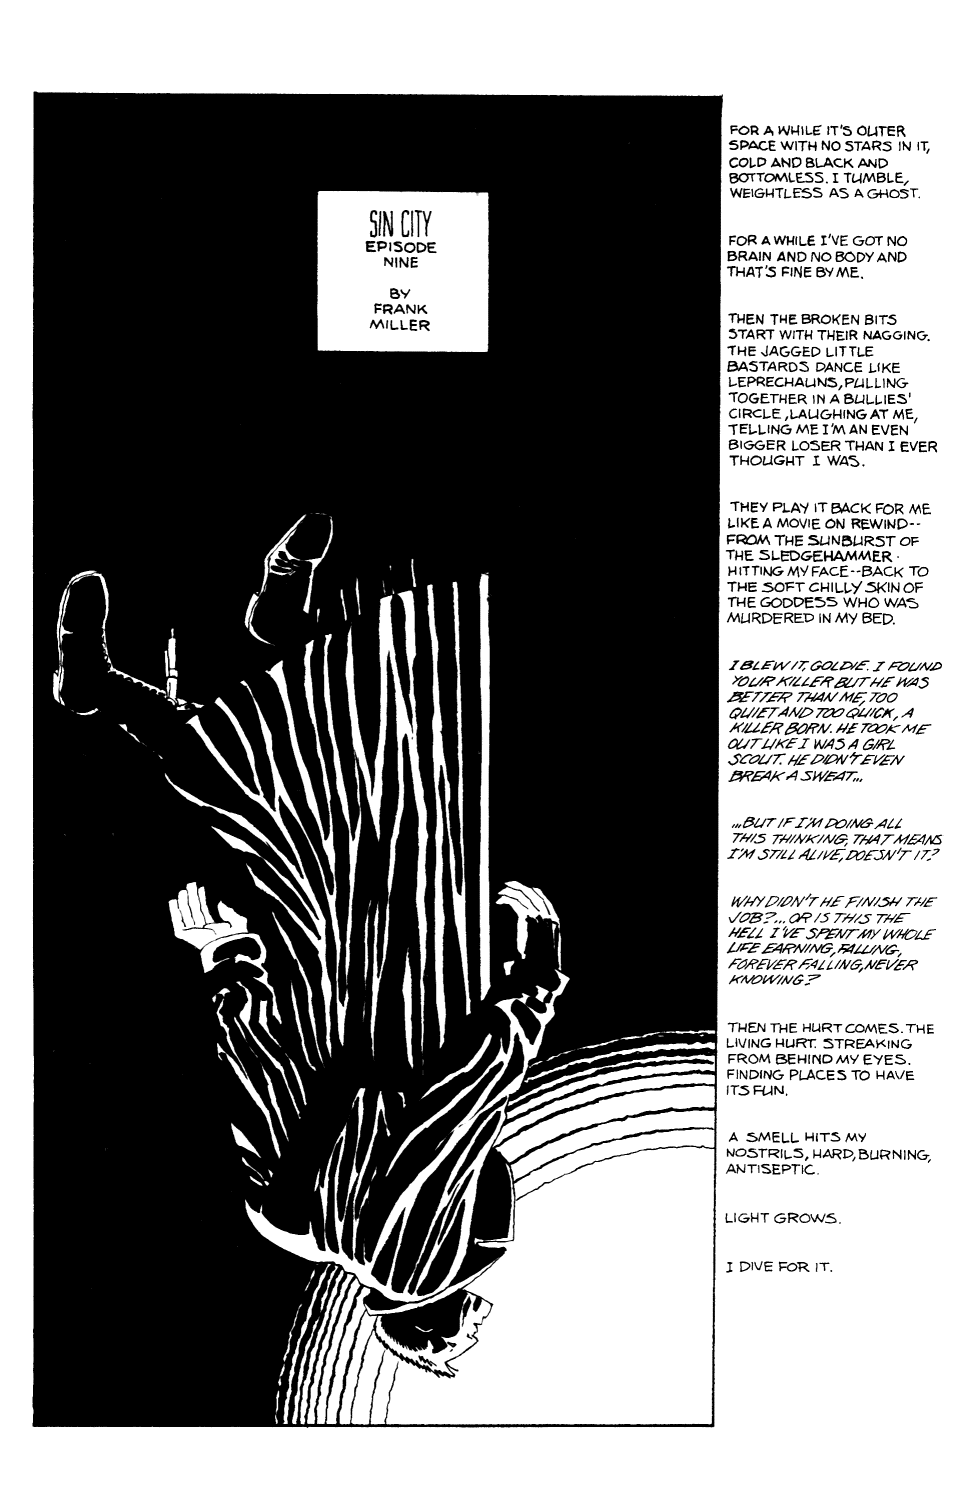 SIN CITY
EPISODE
NINE
BY
FRANK
MILLER
FOR A WHILE IT'S OUTER
SPACE WITH NO STARS IN IT,
COLD AND BLACK AND
BOTTOMLESS. I TUMBLE,
WEIGHTLESS AS A GHOST.
FOR A WHILE I'VE GOT NO
BRAIN AND NO BODY AND
THAT'S FINE BY ME.
THEN THE BROKEN BITS
START WITH THEIR NAGGING.
THE JAGGED LITTLE
BASTARDS DANCE LIKE
LEPRECHAUNS, PULLING
TOGETHER IN A BULLIES'
CIRCLE, LAUGHING AT ME,
TELLING ME I'M AN EVEN
BIGGER LOSER THAN I EVER
THOUGHT I WAS.
THEY PLAY IT BACK FOR ME
LIKE A MOVIE ON REWIND--
FROM THE SUNBURST OF
THE SLEDGEHAMMER
HITTING MY FACE--BACK TO
THE SOFT CHILLY SKIN OF
THE GODDESS WHO WAS
MURDERED IN MY BED.
I BLEW IT, GOLDIE. I FOUND
YOUR KILLER BUT HE WAS
BETTER THAN ME, TOO
QUIET AND TOO QUICK, A
KILLER BORN. HE TOOK ME
OUT LIKE I WAS A GIRL
SCOUT. HE DIDN'T EVEN
BREAK A SWEAT...
...BUT IF I'M DOING ALL
THIS THINKING, THAT MEANS
I'M STILL ALIVE, DOESN'T IT?
WHY DIDN'T HE FINISH THE
JOB?...OR IS THIS THE
HELL I'VE SPENT MY WHOLE
LIFE EARNING, FALLING,
FOREVER FALLING, NEVER
KNOWING?
THEN THE HURT COMES. THE
LIVING HURT. STREAKING
FROM BEHIND MY EYES.
FINDING PLACES TO HAVE
ITS FUN.
A SMELL HITS MY
NOSTRILS, HARD, BURNING,
ANTISEPTIC.
LIGHT GROWS.
I DIVE FOR IT.